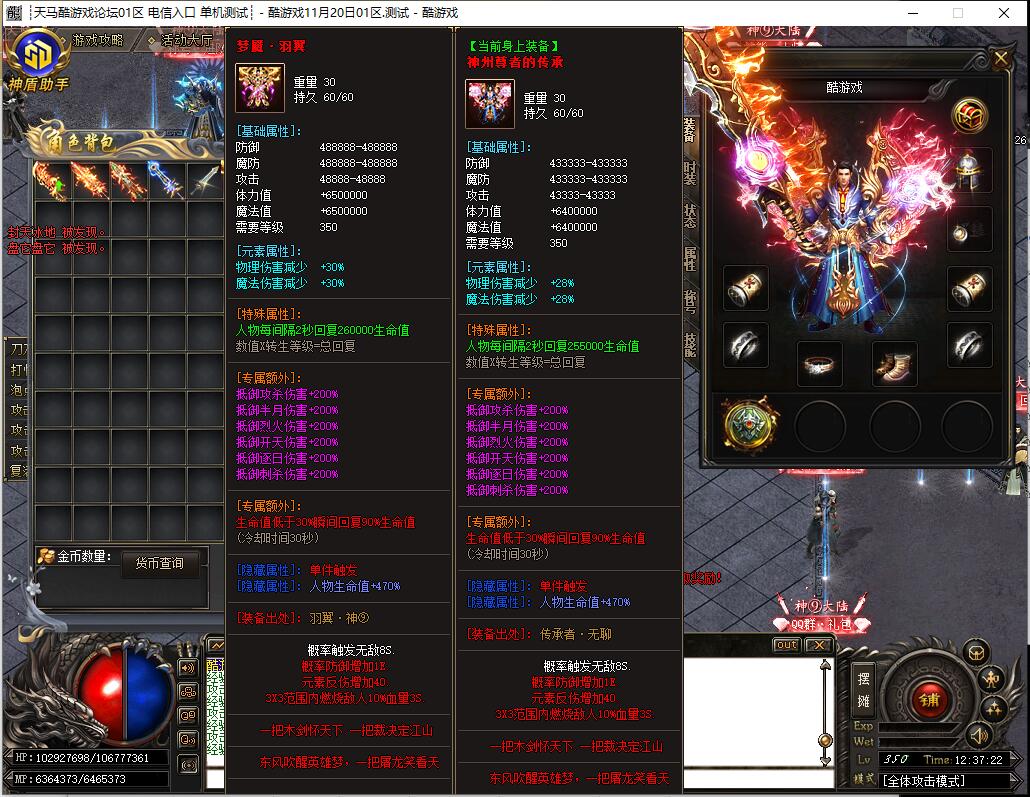 天马酷游戏论坛01区 电信入口 单机测试┆ - 酷游戏11月20日01区.测试 - 酷游戏
游戏攻略
活动大厅
神盾助手
角色背包
封天冰地 被发现。
盘它盘它 被发现。
金币数量:
货币查询
HP:102927698/106777361
MP:6364373/6465373
梦魇·羽翼
重量 30
持久 60/60
[基础属性]:
防御 488888-488888
魔防 488888-488888
攻击 48888-48888
体力值 +6500000
魔法值 +6500000
需要等级 350
[元素属性]:
物理伤害减少 +30%
魔法伤害减少 +30%
[特殊属性]:
人物每间隔2秒回复260000生命值
数值X转生等级=总回复
[专属额外]:
抵御攻杀伤害+200%
抵御半月伤害+200%
抵御烈火伤害+200%
抵御开天伤害+200%
抵御逐日伤害+200%
抵御刺杀伤害+200%
[专属额外]:
生命值低于30%瞬间回复90%生命值
(冷却时间30秒)
[隐藏属性]: 单件触发
[隐藏属性]: 人物生命值+470%
[装备出处]: 羽翼·神⑨
概率触发无敌8S.
概率防御增加1E
元素反伤增加40.
3X3范围内燃烧敌人10%血量3S.
一把木剑怀天下 一把裁决定江山
东风吹醒英雄梦，一把屠龙笑看天
【当前身上装备】
神州尊者的传承
重量 30
持久 60/60
[基础属性]:
防御 433333-433333
魔防 433333-433333
攻击 43333-43333
体力值 +6400000
魔法值 +6400000
需要等级 350
[元素属性]:
物理伤害减少 +28%
魔法伤害减少 +28%
[特殊属性]:
人物每间隔2秒回复255000生命值
数值X转生等级=总回复
[专属额外]:
抵御攻杀伤害+200%
抵御半月伤害+200%
抵御烈火伤害+200%
抵御开天伤害+200%
抵御逐日伤害+200%
抵御刺杀伤害+200%
[专属额外]:
生命值低于30%瞬间回复90%生命值
(冷却时间30秒)
[隐藏属性]: 单件触发
[隐藏属性]: 人物生命值+470%
[装备出处]: 传承者·无聊
概率触发无敌8S.
概率防御增加1E
元素反伤增加40
3X3范围内燃烧敌人10%血量3S
一把木剑怀天下 一把裁决定江山
东风吹醒英雄梦，一把屠龙笑看天
神⑨大陆
酷游戏
装备
时装
状态
属性
称号
技能
神⑨大陆
QQ群·礼包
out
摆摊
铺
Exp
Wet
Lv 350 Time:12:37:22
模式 [全体攻击模式]